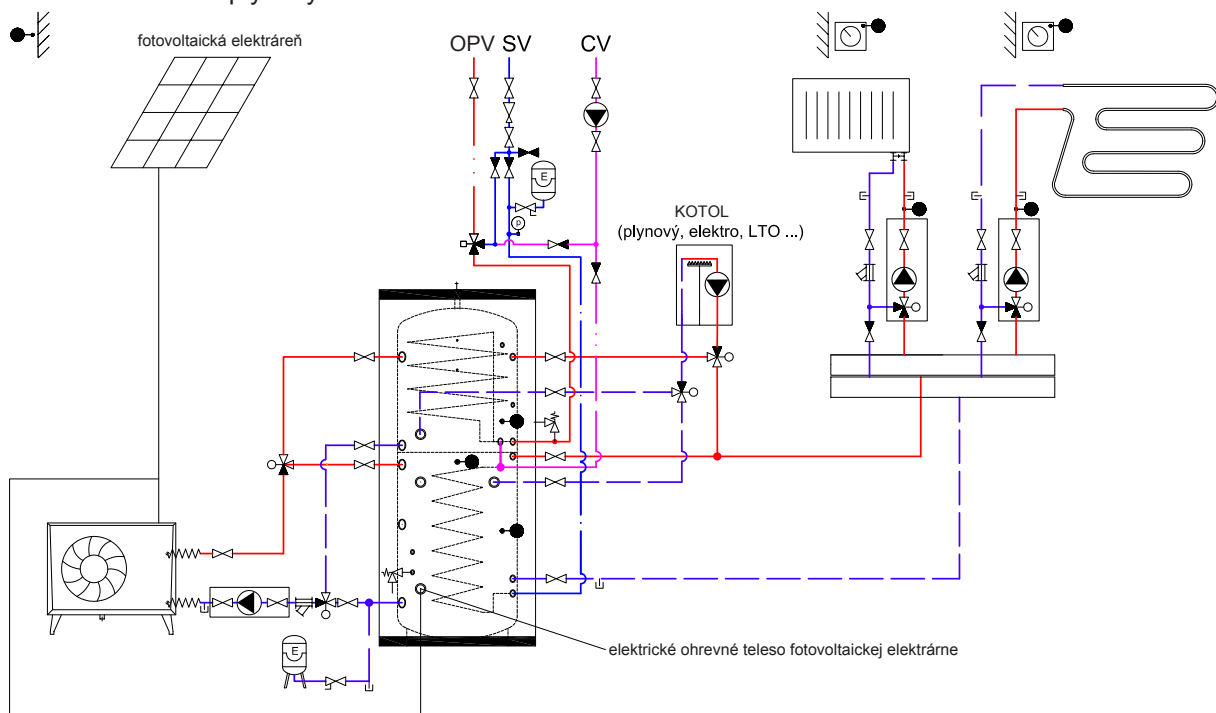 fotovoltaická elektráreň
OPV SV CV
E
p
KOTOL
(plynový, elektro, LTO ...)
E
elektrické ohrevné teleso fotovoltaickej elektrárne